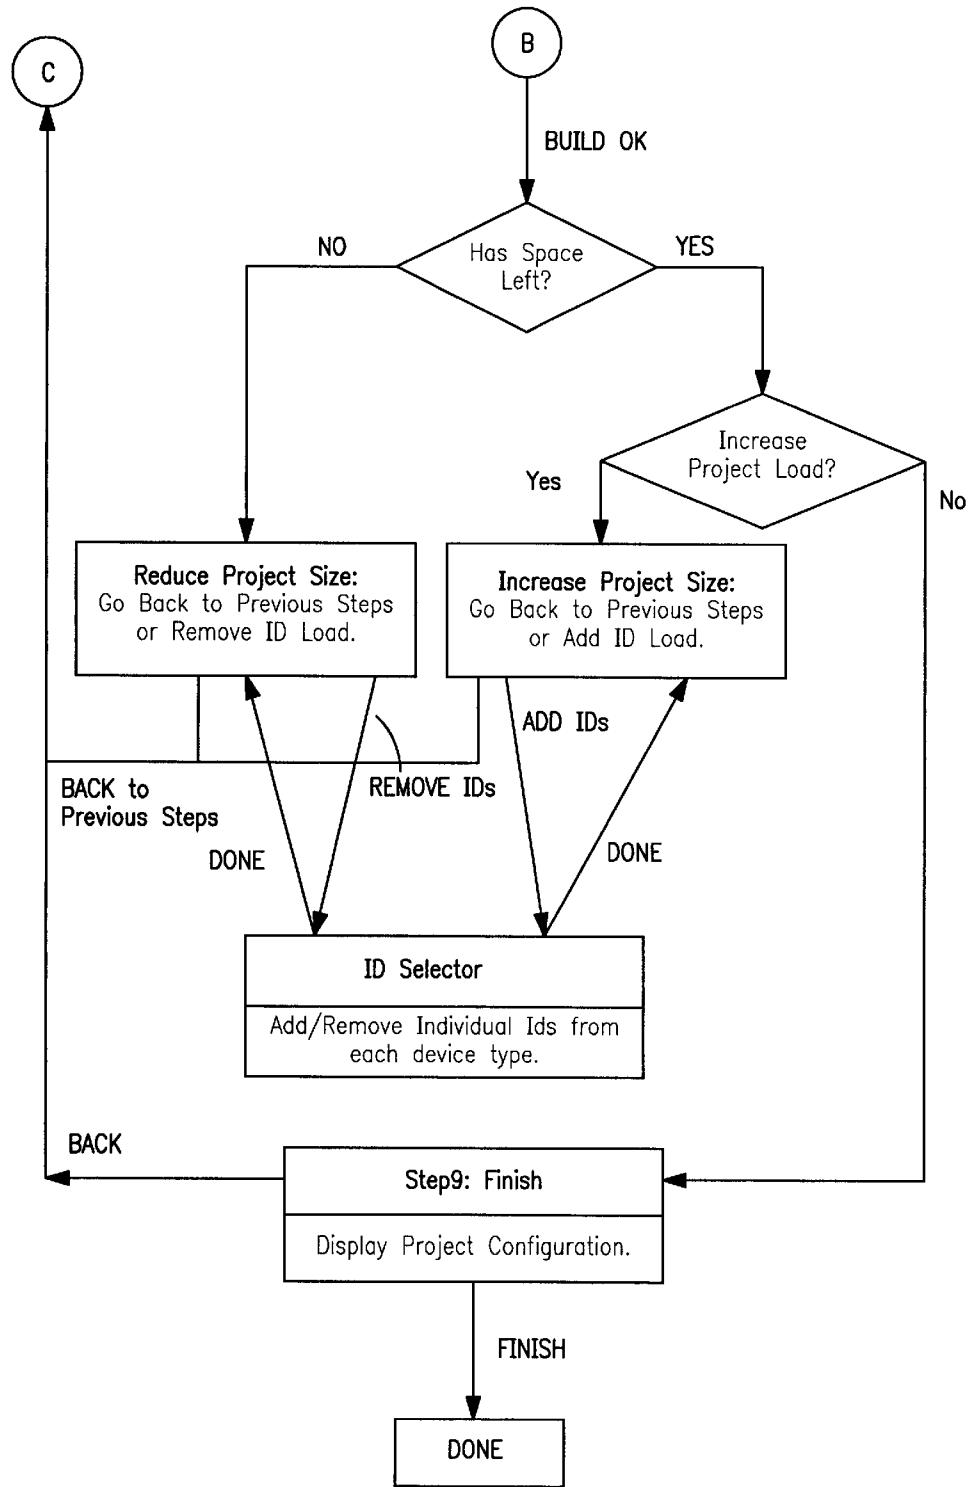 B
C
BUILD OK
NO
Has Space
Left?
YES
Increase
Project Load?
Yes
No
Reduce Project Size:
Go Back to Previous Steps
or Remove ID Load.
Increase Project Size:
Go Back to Previous Steps
or Add ID Load.
ADD IDs
BACK to
Previous Steps
REMOVE IDs
DONE
DONE
ID Selector
Add/Remove Individual Ids from
each device type.
BACK
Step9: Finish
Display Project Configuration.
FINISH
DONE